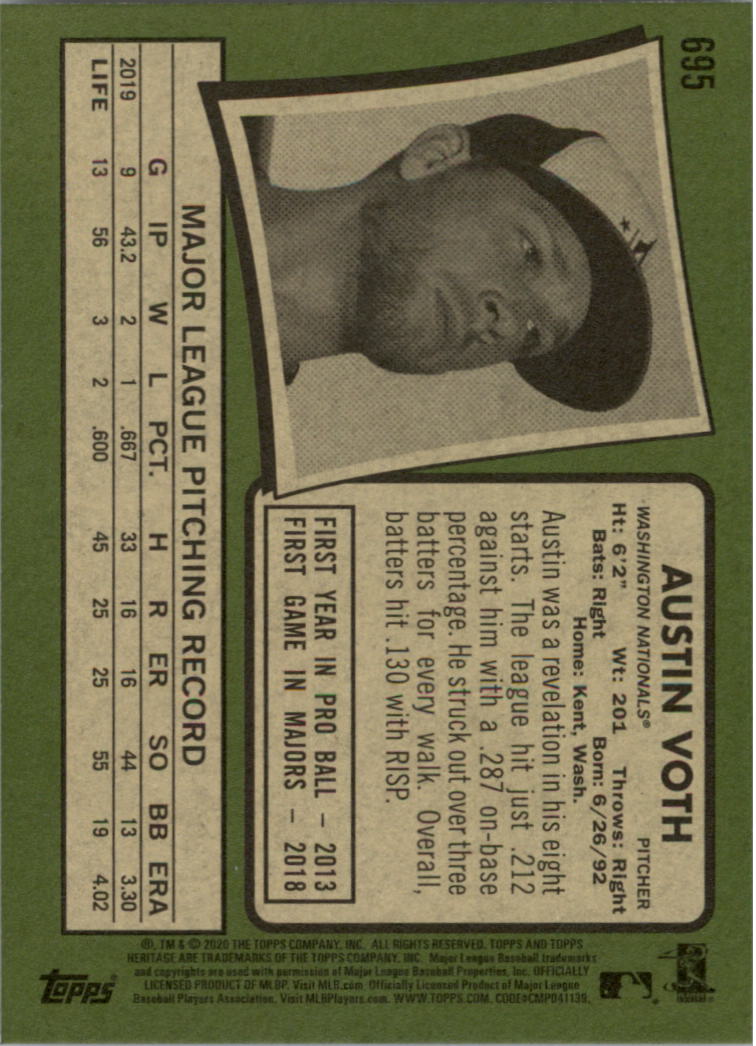 695
AUSTIN VOTH
WASHINGTON NATIONALS® PITCHER
Ht: 6'2" Wt: 201 Throws: Right
Bats: Right Born: 6/26/92
Home: Kent, Wash.
Austin was a revelation in his eight
starts. The league hit just .212
against him with a .287 on-base
percentage. He struck out over three
batters for every walk. Overall,
batters hit .130 with RISP.
FIRST YEAR IN PRO BALL – 2013
FIRST GAME IN MAJORS – 2018
MAJOR LEAGUE PITCHING RECORD
G IP W L PCT. H R ER SO BB ERA
2019 9 43.2 2 1 .667 33 16 16 44 13 3.30
LIFE 13 56 3 2 .600 45 25 25 55 19 4.02
®, TM & © 2020 THE TOPPS COMPANY, INC. ALL RIGHTS RESERVED. TOPPS AND TOPPS
HERITAGE ARE TRADEMARKS OF THE TOPPS COMPANY, INC. Major League Baseball trademarks
and copyrights are used with permission of Major League Baseball Properties, Inc. OFFICIALLY
LICENSED PRODUCT OF MLBP. Visit MLB.com. Officially Licensed Product of Major League
Baseball Players Association. Visit MLBPlayers.com. WWW.TOPPS.COM. CODE#CMP041139.
Topps®